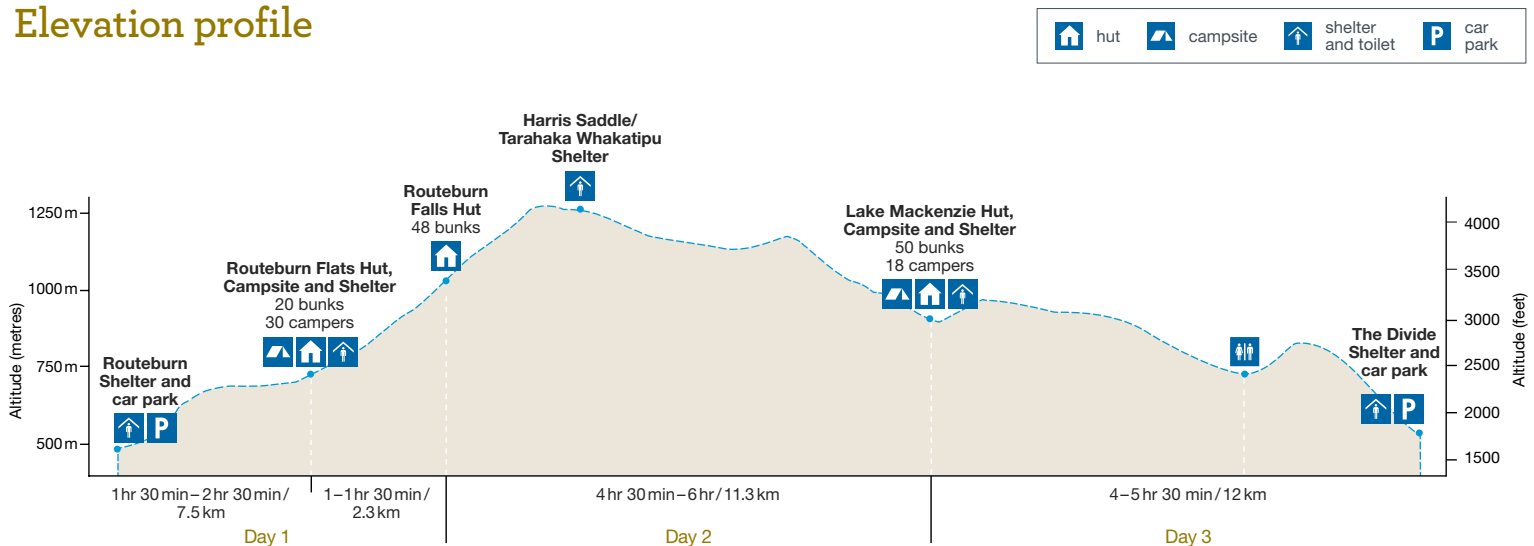 Elevation profile
hut
campsite
shelter
and toilet
P
car
park
Harris Saddle/
Tarahaka Whakatipu
Shelter
Routeburn
Falls Hut
48 bunks
Lake Mackenzie Hut,
Campsite and Shelter
50 bunks
18 campers
Routeburn Flats Hut,
Campsite and Shelter
20 bunks
30 campers
Routeburn
Shelter and
car park
P
The Divide
Shelter and
car park
P
Altitude (metres)
1250 m
1000 m
750 m
500 m
Altitude (feet)
4000
3500
3000
2500
2000
1500
1 hr 30 min – 2 hr 30 min /
7.5 km
1 – 1 hr 30 min /
2.3 km
4 hr 30 min – 6 hr / 11.3 km
4 – 5 hr 30 min / 12 km
Day 1
Day 2
Day 3